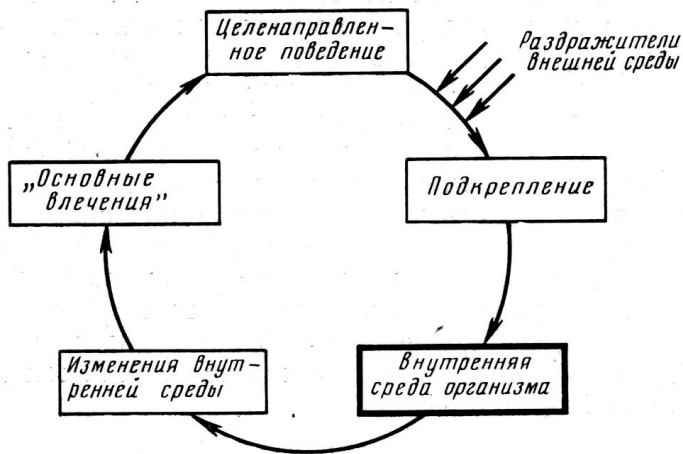 Целенаправлен-
ное поведение
Раздражители
внешней среды
„Основные
влечения”
Подкрепление
Изменения внут-
ренней среды
Внутренняя
среда организма